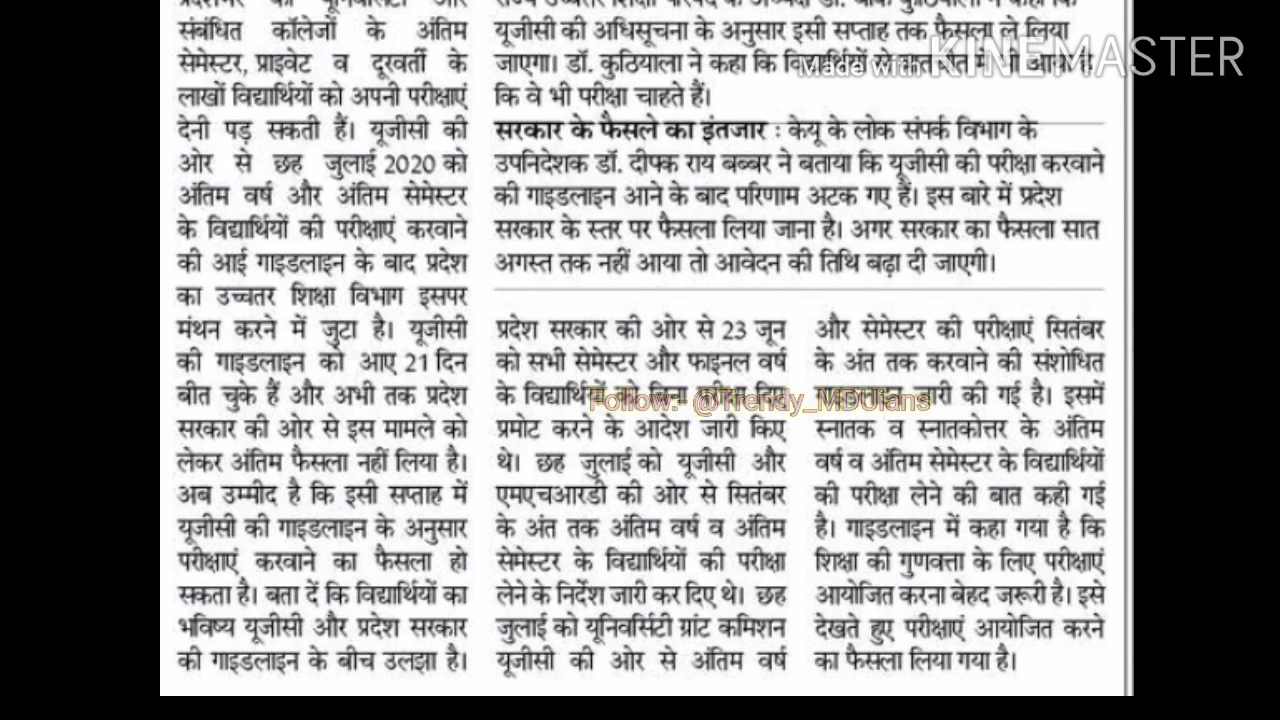 संबंधित कॉलेजों के अंतिम
सेमेस्टर, प्राइवेट व दूरवर्ती के
लाखों विद्यार्थियों को अपनी परीक्षाएं
देनी पड़ सकती हैं। यूजीसी की
ओर से छह जुलाई 2020 को
अंतिम वर्ष और अंतिम सेमेस्टर
के विद्यार्थियों की परीक्षाएं करवाने
की आई गाइडलाइन के बाद प्रदेश
का उच्चतर शिक्षा विभाग इसपर
मंथन करने में जुटा है। यूजीसी
की गाइडलाइन को आए 21 दिन
बीत चुके हैं और अभी तक प्रदेश
सरकार की ओर से इस मामले को
लेकर अंतिम फैसला नहीं लिया है।
अब उम्मीद है कि इसी सप्ताह में
यूजीसी की गाइडलाइन के अनुसार
परीक्षाएं करवाने का फैसला हो
सकता है। बता दें कि विद्यार्थियों का
भविष्य यूजीसी और प्रदेश सरकार
की गाइडलाइन के बीच उलझा है।
यूजीसी की अधिसूचना के अनुसार इसी सप्ताह तक फैसला ले लिया
जाएगा। डॉ. कुठियाला ने कहा कि विद्यार्थियों
कि वे भी परीक्षा चाहते हैं।
सरकार के फैसले का इंतजार : केयू के लोक संपर्क विभाग के
उपनिदेशक डॉ. दीपक राय बब्बर ने बताया कि यूजीसी की परीक्षा करवाने
की गाइडलाइन आने के बाद परिणाम अटक गए हैं। इस बारे में प्रदेश
सरकार के स्तर पर फैसला लिया जाना है। अगर सरकार का फैसला सात
अगस्त तक नहीं आया तो आवेदन की तिथि बढ़ा दी जाएगी।
प्रदेश सरकार की ओर से 23 जून
को सभी सेमेस्टर और फाइनल वर्ष
के विद्यार्थियों को बिना परीक्षा दिए
प्रमोट करने के आदेश जारी किए
थे। छह जुलाई को यूजीसी और
एमएचआरडी की ओर से सितंबर
के अंत तक अंतिम वर्ष व अंतिम
सेमेस्टर के विद्यार्थियों की परीक्षा
लेने के निर्देश जारी कर दिए थे। छह
जुलाई को यूनिवर्सिटी ग्रांट कमिशन
यूजीसी की ओर से अंतिम वर्ष
और सेमेस्टर की परीक्षाएं सितंबर
के अंत तक करवाने की संशोधित
गाइडलाइन जारी की गई है। इसमें
स्नातक व स्नातकोत्तर के अंतिम
वर्ष व अंतिम सेमेस्टर के विद्यार्थियों
की परीक्षा लेने की बात कही गई
है। गाइडलाइन में कहा गया है कि
शिक्षा की गुणवत्ता के लिए परीक्षाएं
आयोजित करना बेहद जरूरी है। इसे
देखते हुए परीक्षाएं आयोजित करने
का फैसला लिया गया है।
Made with KINEMASTER
Follow:- @Trendy_MDUians